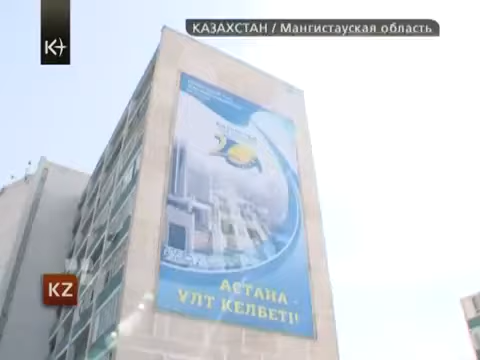 K+
КАЗАХСТАН / Мангистауская область
АСТАНА -
ҰЛТ КЕЛБЕТІ!
KZ